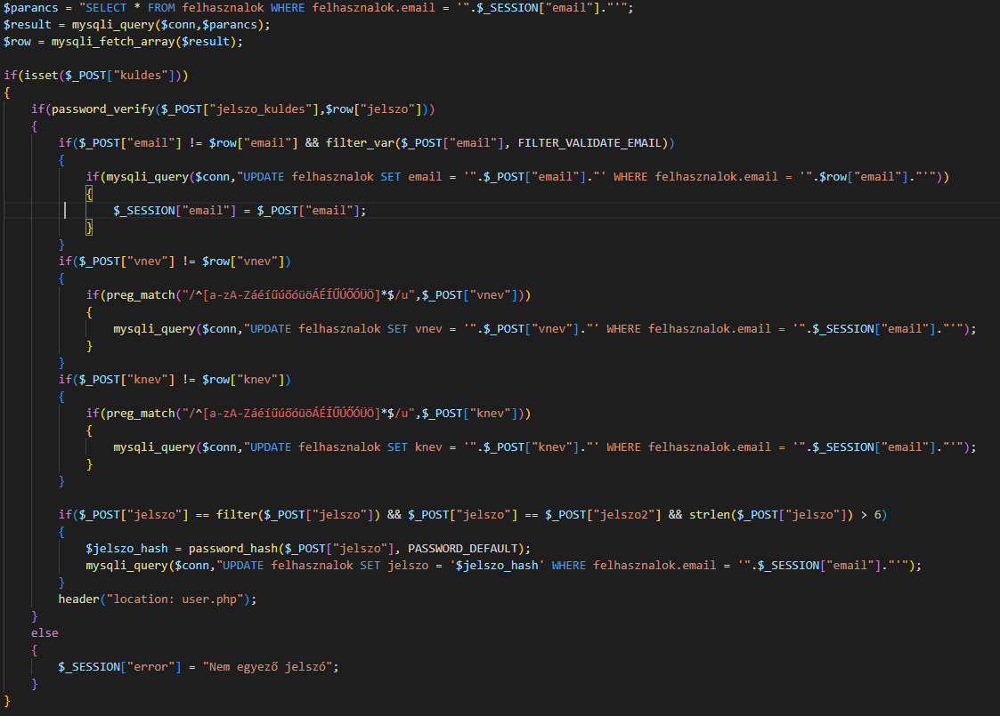 $parancs = "SELECT * FROM felhasznalok WHERE felhasznalok.email = '".$_SESSION["email"]."'";
$result = mysqli_query($conn,$parancs);
$row = mysqli_fetch_array($result);
if(isset($_POST["kuldes"]))
{
if(password_verify($_POST["jelszo_kuldes"],$row["jelszo"]))
{
if($_POST["email"] != $row["email"] && filter_var($_POST["email"], FILTER_VALIDATE_EMAIL))
{
if(mysqli_query($conn,"UPDATE felhasznalok SET email = '".$_POST["email"]."' WHERE felhasznalok.email = '".$row["email"]."'"))
{
$_SESSION["email"] = $_POST["email"];
}
}
if($_POST["vnev"] != $row["vnev"])
{
if(preg_match("/^[a-zA-ZáéíűúőóüöÁÉÍŰÚŐÓÜÖ]*$/u",$_POST["vnev"]))
{
mysqli_query($conn,"UPDATE felhasznalok SET vnev = '".$_POST["vnev"]."' WHERE felhasznalok.email = '".$_SESSION["email"]."'");
}
}
if($_POST["knev"] != $row["knev"])
{
if(preg_match("/^[a-zA-ZáéíűúőóüöÁÉÍŰÚŐÓÜÖ]*$/u",$_POST["knev"]))
{
mysqli_query($conn,"UPDATE felhasznalok SET knev = '".$_POST["knev"]."' WHERE felhasznalok.email = '".$_SESSION["email"]."'");
}
}
if($_POST["jelszo"] == filter($_POST["jelszo"]) && $_POST["jelszo"] == $_POST["jelszo2"] && strlen($_POST["jelszo"]) > 6)
{
$jelszo_hash = password_hash($_POST["jelszo"], PASSWORD_DEFAULT);
mysqli_query($conn,"UPDATE felhasznalok SET jelszo = '$jelszo_hash' WHERE felhasznalok.email = '".$_SESSION["email"]."'");
}
header("location: user.php");
}
else
{
$_SESSION["error"] = "Nem egyező jelszó";
}
}